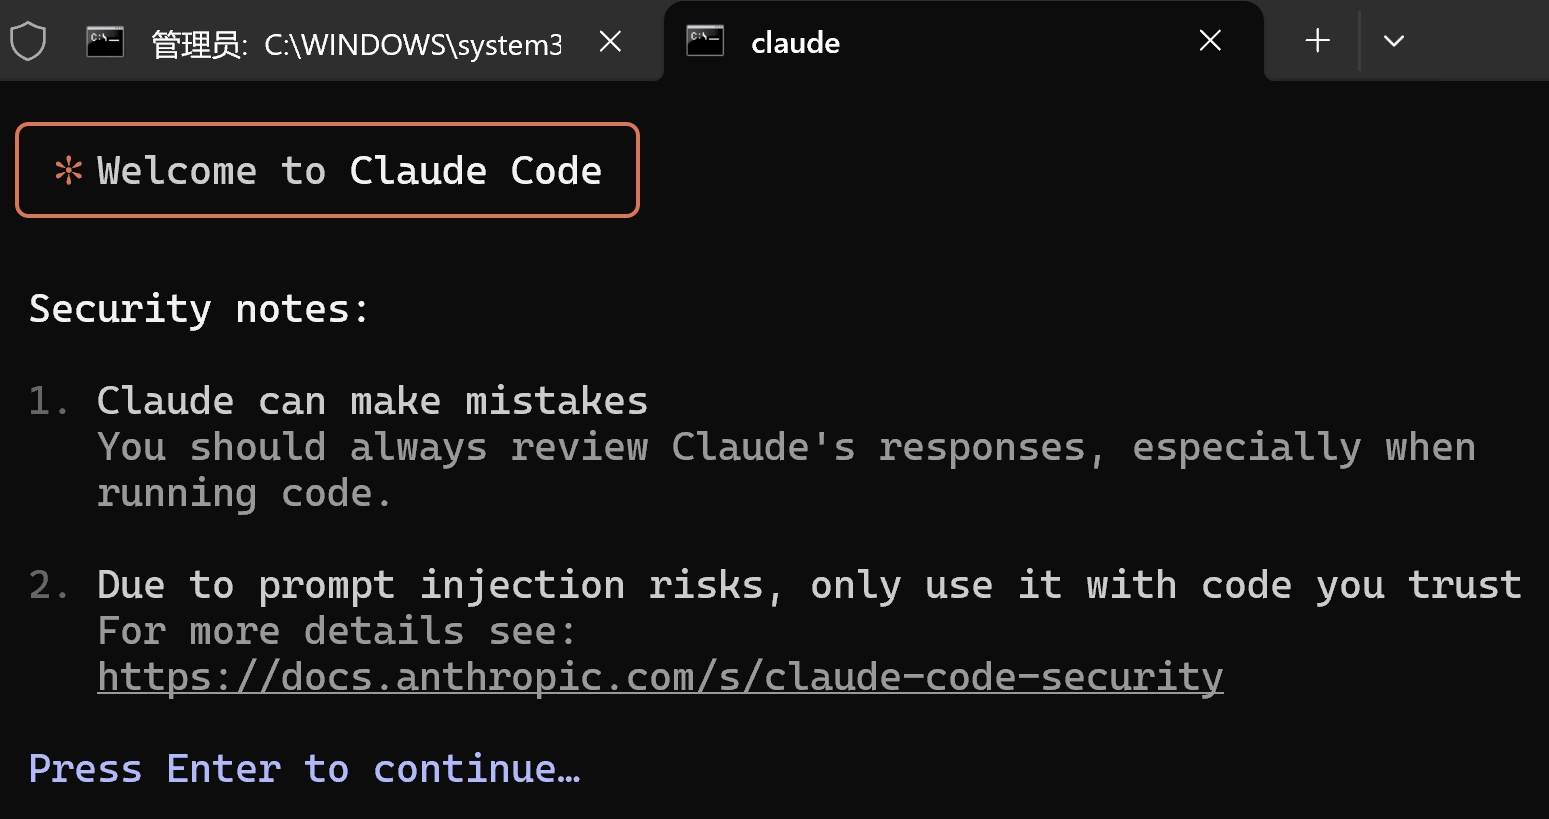 管理员: C:\WINDOWS\system3
claude
Welcome to Claude Code
Security notes:
1. Claude can make mistakes
You should always review Claude's responses, especially when
running code.
2. Due to prompt injection risks, only use it with code you trust
For more details see:
https://docs.anthropic.com/s/claude-code-security
Press Enter to continue…